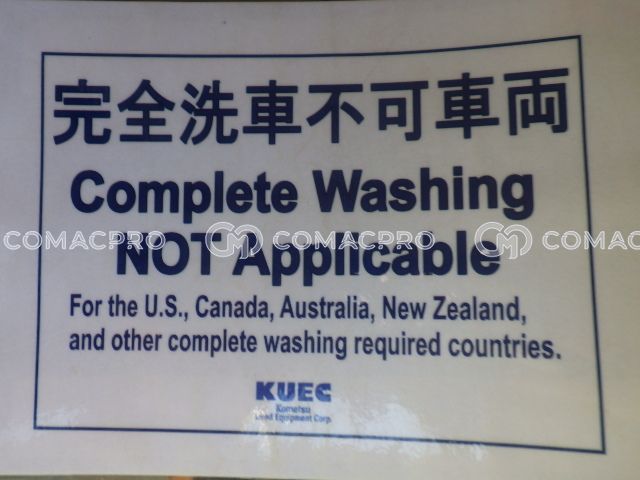 完全洗車不可車両
Complete Washing
NOT Applicable
COMACPRO COMACPRO COMAC
For the U.S., Canada, Australia, New Zealand,
and other complete washing required countries.
KUEC
Komatsu
Used Equipment Corp.